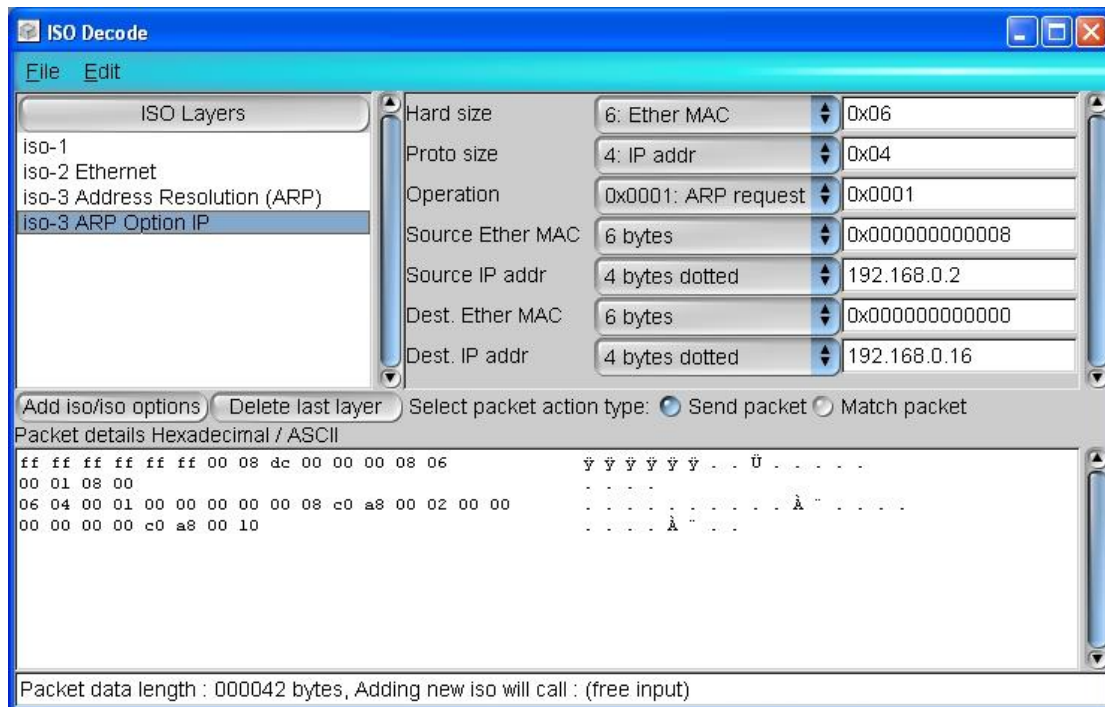 ISO Decode
File Edit
ISO Layers
iso-1
iso-2 Ethernet
iso-3 Address Resolution (ARP)
iso-3 ARP Option IP
Hard size 6: Ether MAC 0x06
Proto size 4: IP addr 0x04
Operation 0x0001: ARP request 0x0001
Source Ether MAC 6 bytes 0x000000000008
Source IP addr 4 bytes dotted 192.168.0.2
Dest. Ether MAC 6 bytes 0x000000000000
Dest. IP addr 4 bytes dotted 192.168.0.16
Add iso/iso options Delete last layer Select packet action type: Send packet Match packet
Packet details Hexadecimal / ASCII
ff ff ff ff ff ff 00 08 dc 00 00 00 08 06 ÿ ÿ ÿ ÿ ÿ ÿ . . Ü . . . . .
00 01 08 00 . . . .
06 04 00 01 00 00 00 00 00 08 c0 a8 00 02 00 00 . . . . . . . . . . À ¨ . . . .
00 00 00 00 c0 a8 00 10 . . . . À ¨ . .
Packet data length : 000042 bytes, Adding new iso will call : (free input)